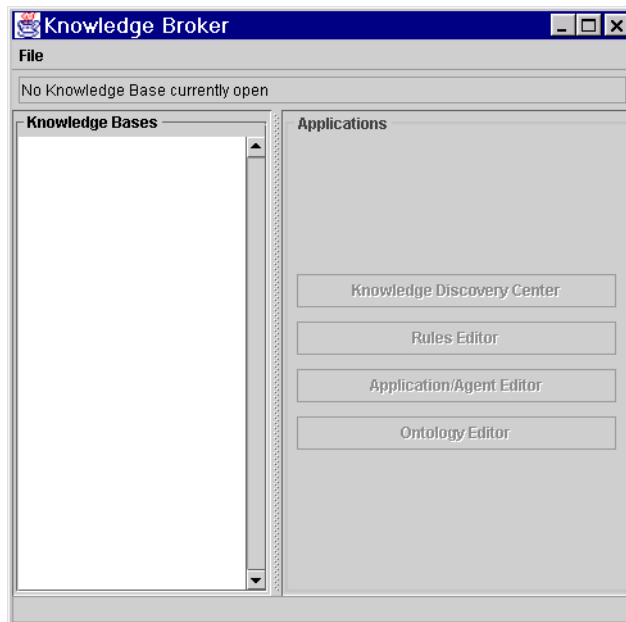 Knowledge Broker
File
No Knowledge Base currently open
Knowledge Bases
Applications
Knowledge Discovery Center
Rules Editor
Application/Agent Editor
Ontology Editor